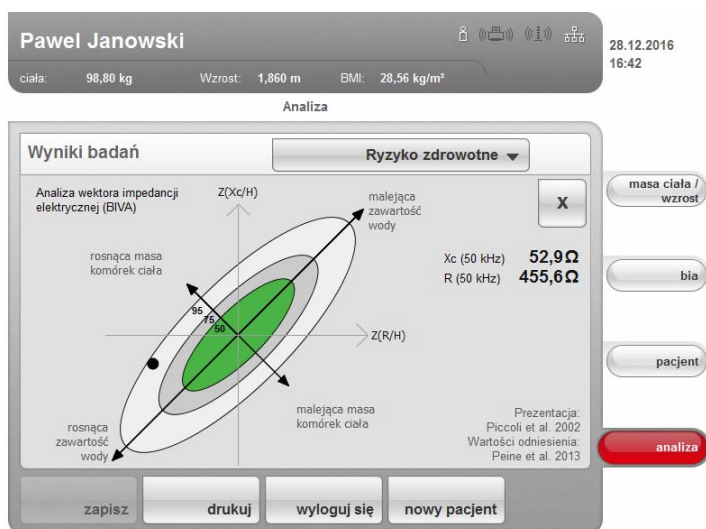 Pawel Janowski
28.12.2016
16:42
ciała: 98,80 kg Wzrost: 1,860 m BMI: 28,56 kg/m²
Analiza
Wyniki badań
Ryzyko zdrowotne
Analiza wektora impedancji
elektrycznej (BIVA)
Z(Xc/H)
malejąca
zawartość
wody
X
rosnąca masa
komórek ciała
Xc (50 kHz) 52,9Ω
R (50 kHz) 455,6Ω
95
75
50
Z(R/H)
malejąca masa
komórek ciała
rosnąca
zawartość
wody
Prezentacja:
Piccoli et al. 2002
Wartości odniesienia:
Peine et al. 2013
masa ciała /
wzrost
bia
pacjent
analiza
zapisz
drukuj
wyloguj się
nowy pacjent